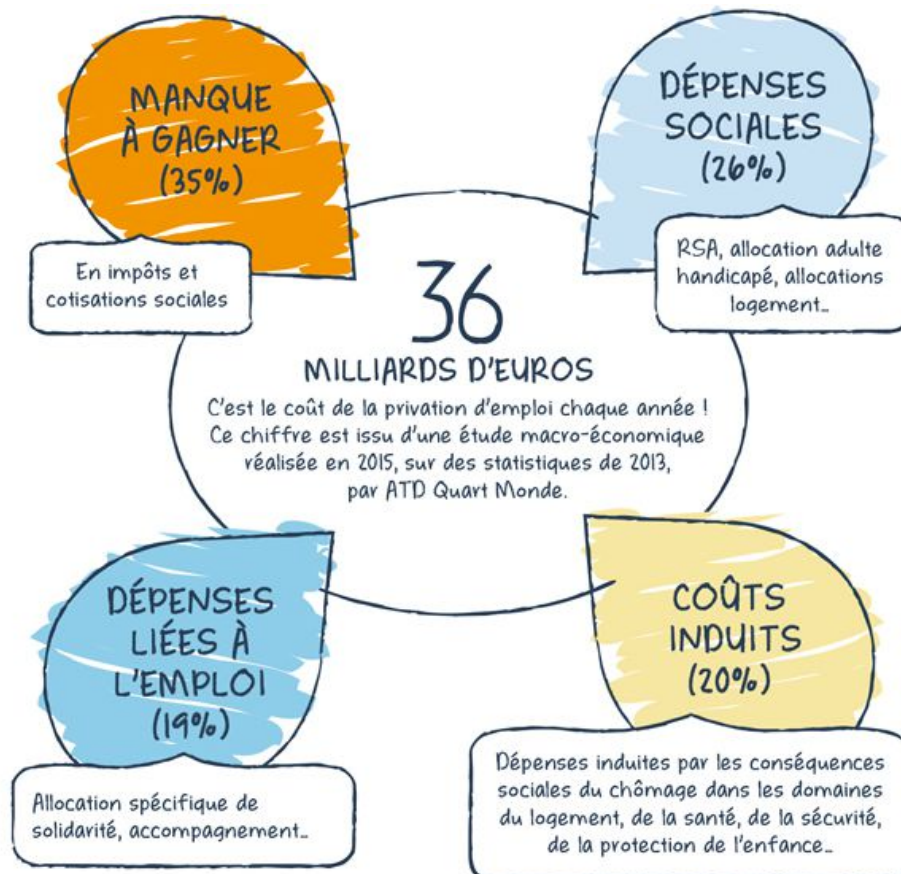 MANQUE
À GAGNER
(35%)
En impôts et
cotisations sociales
DÉPENSES
SOCIALES
(26%)
RSA, allocation adulte
handicapé, allocations
logement...
36
MILLIARDS D'EUROS
C'est le coût de la privation d'emploi chaque année !
Ce chiffre est issu d'une étude macro-économique
réalisée en 2015, sur des statistiques de 2013,
par ATD Quart Monde.
DÉPENSES
LIÉES À
L'EMPLOI
(19%)
Allocation spécifique de
solidarité, accompagnement...
COÛTS
INDUITS
(20%)
Dépenses induites par les conséquences
sociales du chômage dans les domaines
du logement, de la santé, de la sécurité,
de la protection de l'enfance...